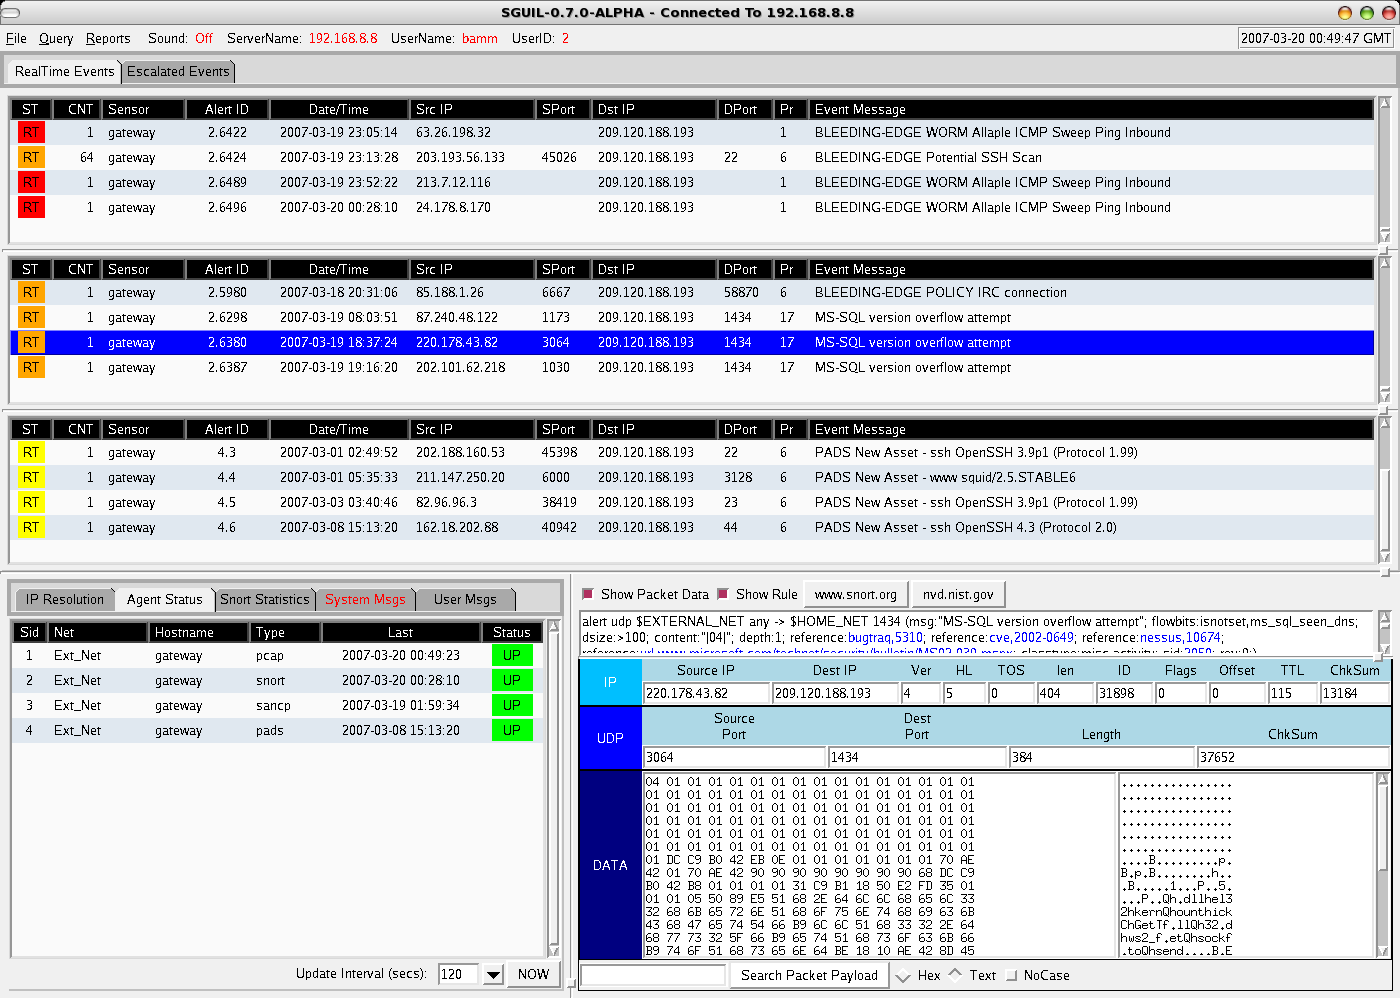 SGUIL-0.7.0-ALPHA - Connected To 192.168.8.8
File Query Reports Sound: Off ServerName: 192.168.8.8 UserName: bamm UserID: 2 2007-03-20 00:49:47 GMT
RealTime Events Escalated Events
ST CNT Sensor Alert ID Date/Time Src IP SPort Dst IP DPort Pr Event Message
RT 1 gateway 2.6422 2007-03-19 23:05:14 63.26.198.32 209.120.188.193 1 BLEEDING-EDGE WORM Allaple ICMP Sweep Ping Inbound
RT 64 gateway 2.6424 2007-03-19 23:13:28 203.193.56.133 45026 209.120.188.193 22 6 BLEEDING-EDGE Potential SSH Scan
RT 1 gateway 2.6489 2007-03-19 23:52:22 213.7.12.116 209.120.188.193 1 BLEEDING-EDGE WORM Allaple ICMP Sweep Ping Inbound
RT 1 gateway 2.6496 2007-03-20 00:28:10 24.178.8.170 209.120.188.193 1 BLEEDING-EDGE WORM Allaple ICMP Sweep Ping Inbound
ST CNT Sensor Alert ID Date/Time Src IP SPort Dst IP DPort Pr Event Message
RT 1 gateway 2.5980 2007-03-18 20:31:06 85.188.1.26 6667 209.120.188.193 58870 6 BLEEDING-EDGE POLICY IRC connection
RT 1 gateway 2.6298 2007-03-19 08:03:51 87.240.48.122 1173 209.120.188.193 1434 17 MS-SQL version overflow attempt
RT 1 gateway 2.6380 2007-03-19 18:37:24 220.178.43.82 3064 209.120.188.193 1434 17 MS-SQL version overflow attempt
RT 1 gateway 2.6387 2007-03-19 19:16:20 202.101.62.218 1030 209.120.188.193 1434 17 MS-SQL version overflow attempt
ST CNT Sensor Alert ID Date/Time Src IP SPort Dst IP DPort Pr Event Message
RT 1 gateway 4.3 2007-03-01 02:49:52 202.188.160.53 45398 209.120.188.193 22 6 PADS New Asset - ssh OpenSSH 3.9p1 (Protocol 1.99)
RT 1 gateway 4.4 2007-03-01 05:35:33 211.147.250.20 6000 209.120.188.193 3128 6 PADS New Asset - www squid/2.5.STABLE6
RT 1 gateway 4.5 2007-03-03 03:40:46 82.96.96.3 38419 209.120.188.193 23 6 PADS New Asset - ssh OpenSSH 3.9p1 (Protocol 1.99)
RT 1 gateway 4.6 2007-03-08 15:13:20 162.18.202.88 40942 209.120.188.193 44 6 PADS New Asset - ssh OpenSSH 4.3 (Protocol 2.0)
IP Resolution Agent Status Snort Statistics System Msgs User Msgs
Sid Net Hostname Type Last Status
1 Ext_Net gateway pcap 2007-03-20 00:49:23 UP
2 Ext_Net gateway snort 2007-03-20 00:28:10 UP
3 Ext_Net gateway sancp 2007-03-19 01:59:34 UP
4 Ext_Net gateway pads 2007-03-08 15:13:20 UP
Update Interval (secs): 120 NOW
Show Packet Data Show Rule www.snort.org nvd.nist.gov
alert udp $EXTERNAL_NET any -> $HOME_NET 1434 (msg:"MS-SQL version overflow attempt"; flowbits:isnotset,ms_sql_seen_dns;
dsize:>100; content:"|04|"; depth:1; reference:bugtraq,5310; reference:cve,2002-0649; reference:nessus,10674;
reference:url,www.microsoft.com/technet/security/bulletin/MS02-039.mspx; classtype:misc-activity; sid:2050; rev:9;)
IP Source IP Dest IP Ver HL TOS len ID Flags Offset TTL ChkSum
220.178.43.82 209.120.188.193 4 5 0 404 31898 0 0 115 13184
UDP Source Port Dest Port Length ChkSum
3064 1434 384 37652
DATA
04 01 01 01 01 01 01 01 01 01 01 01 01 01 01 01 ................
01 01 01 01 01 01 01 01 01 01 01 01 01 01 01 01 ................
01 01 01 01 01 01 01 01 01 01 01 01 01 01 01 01 ................
01 01 01 01 01 01 01 01 01 01 01 01 01 01 01 01 ................
01 01 01 01 01 01 01 01 01 01 01 01 01 01 01 01 ................
01 01 01 01 01 01 01 01 01 01 01 01 01 01 01 01 ................
01 DC C9 B0 42 EB 0E 01 01 01 01 01 01 01 70 AE ....B.........p.
42 01 70 AE 42 90 90 90 90 90 90 90 90 68 DC C9 B.p.B........h..
B0 42 B8 01 01 01 01 31 C9 B1 18 50 E2 FD 35 01 .B.....1...P..5.
01 01 05 50 89 E5 51 68 2E 64 6C 6C 68 65 6C 33 ...P..Qh.dllhel3
32 68 6B 65 72 6E 51 68 6F 75 6E 74 68 69 63 6B 2hkernQhounthick
43 68 47 65 74 54 66 B9 6C 6C 51 68 33 32 2E 64 ChGetTf.llQh32.d
68 77 73 32 5F 66 B9 65 74 51 68 73 6F 63 6B 66 hws2_f.etQhsockf
B9 74 6F 51 68 73 65 6E 64 BE 18 10 AE 42 8D 45 .toQhsend....B.E
Search Packet Payload Hex Text NoCase